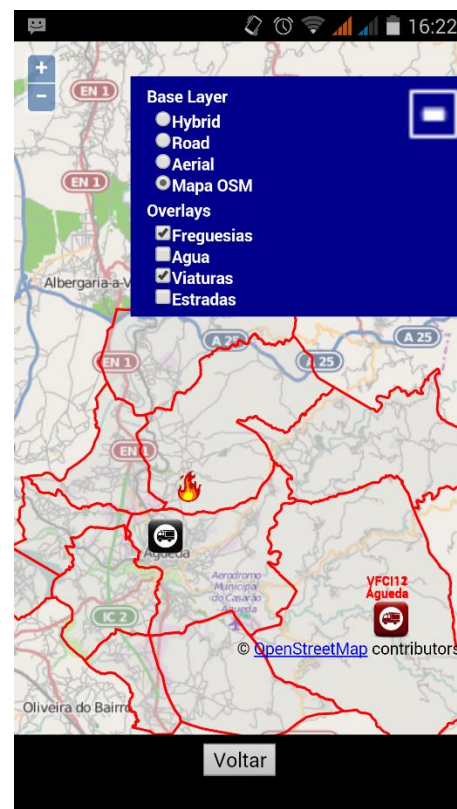 16:22
+
EN 1
-
Base Layer
Hybrid
Road
Aerial
Mapa OSM
EN 1
Overlays
Freguesias
Agua
Viaturas
Estradas
Albergaria-a-V
A 25
A 25
EN 1
A 25
EN 1
Águeda
Aeródromo
Municipal
do Casarão
- Águeda
VFCI12
Agueda
IC 2
© OpenStreetMap contributors
Oliveira do Bairro
Voltar